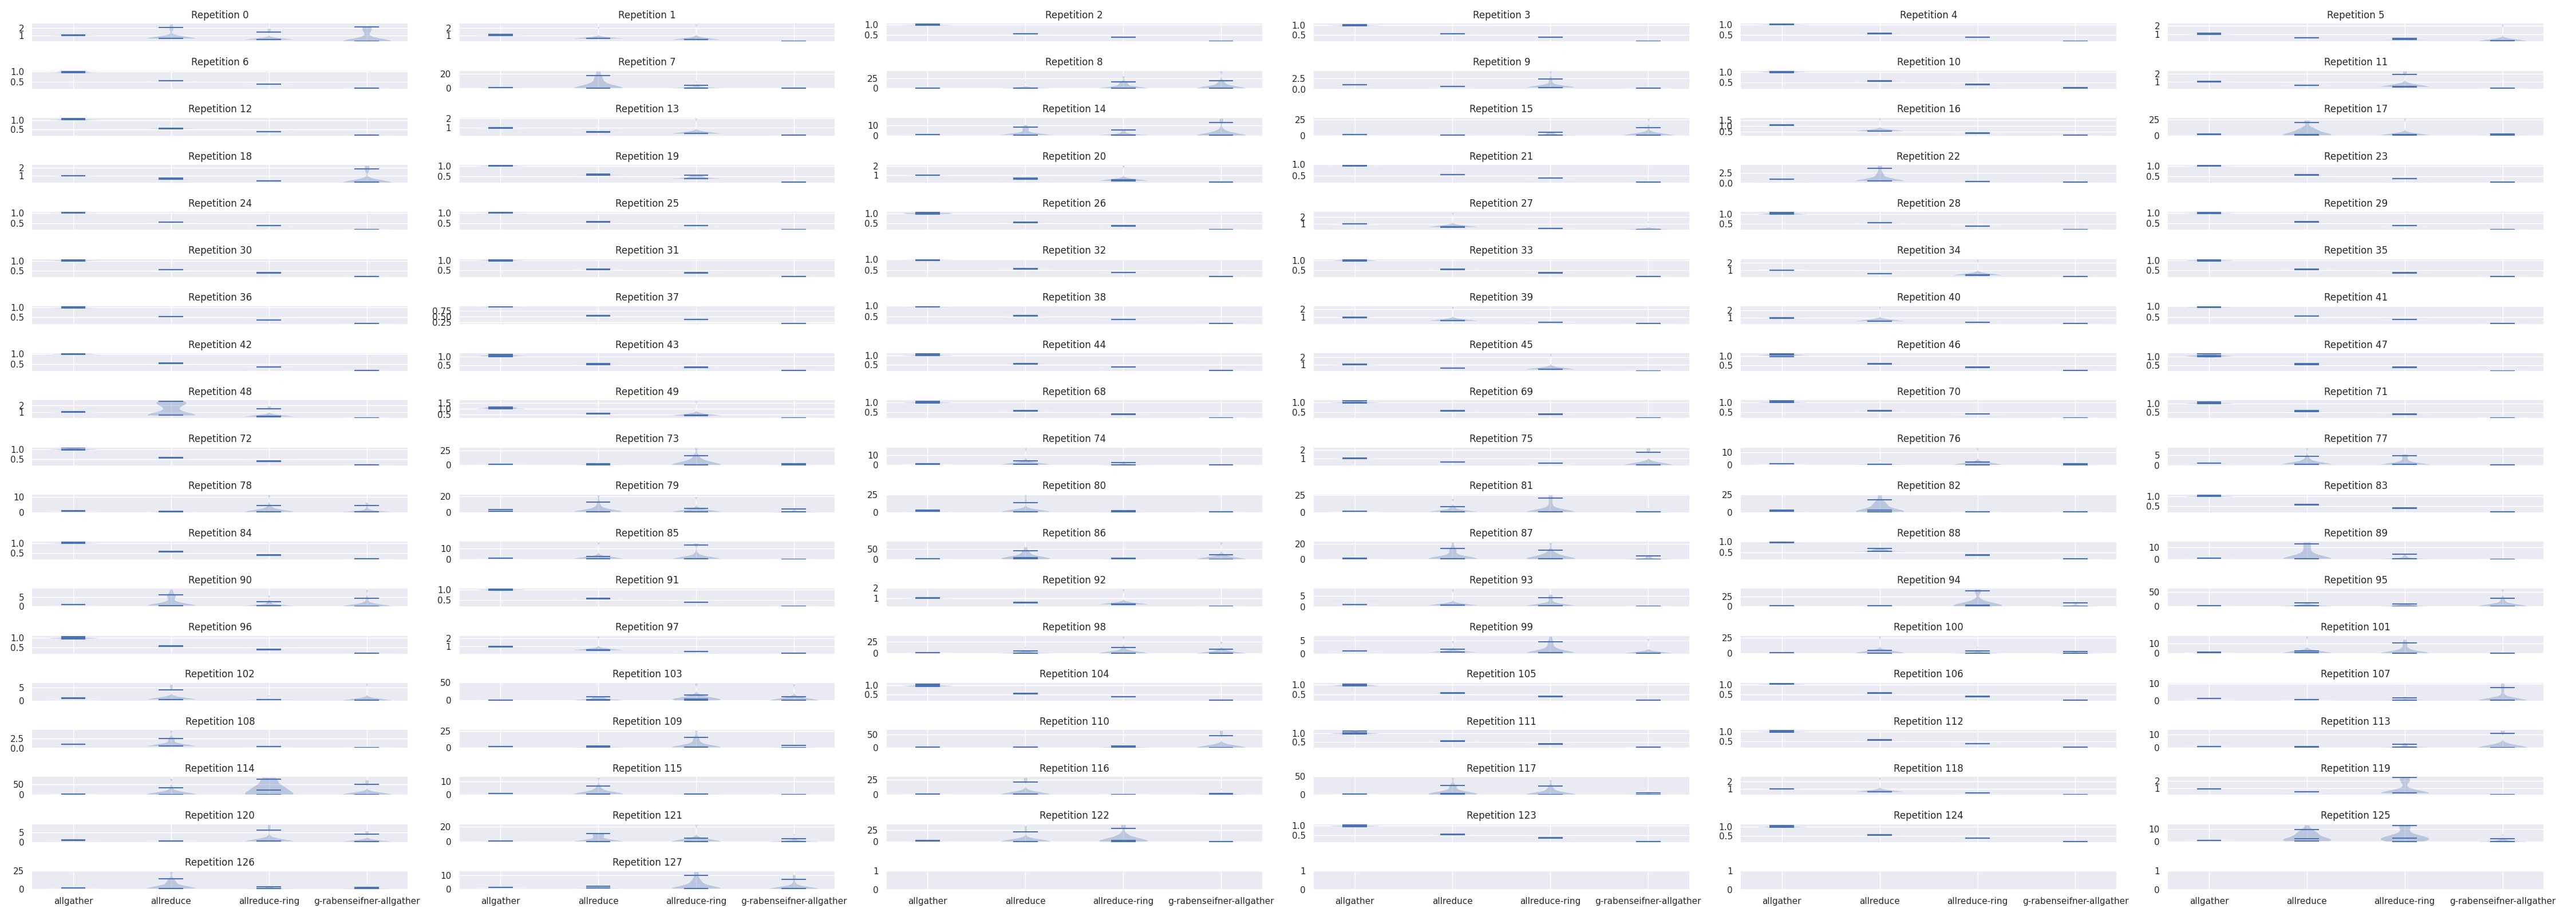 Repetition 0 Repetition 1 Repetition 2 Repetition 3 Repetition 4 Repetition 5
2 2 1.0 1.0 1.0 2
1 1 0.5 0.5 0.5 1
Repetition 6 Repetition 7 Repetition 8 Repetition 9 Repetition 10 Repetition 11
1.0 20 25 2.5 1.0 2
0.5 0 0 0.0 0.5 1
Repetition 12 Repetition 13 Repetition 14 Repetition 15 Repetition 16 Repetition 17
1.0 2 10 25 1.5 25
0.5 1 0 0 1.0 0
0.5
Repetition 18 Repetition 19 Repetition 20 Repetition 21 Repetition 22 Repetition 23
2 1.0 2 1.0 2.5 1.0
1 0.5 1 0.5 0.0 0.5
Repetition 24 Repetition 25 Repetition 26 Repetition 27 Repetition 28 Repetition 29
1.0 1.0 1.0 2 1.0 1.0
0.5 0.5 0.5 1 0.5 0.5
Repetition 30 Repetition 31 Repetition 32 Repetition 33 Repetition 34 Repetition 35
1.0 1.0 1.0 1.0 2 1.0
0.5 0.5 0.5 0.5 1 0.5
Repetition 36 Repetition 37 Repetition 38 Repetition 39 Repetition 40 Repetition 41
1.0 0.75 1.0 2 2 1.0
0.5 0.50 0.5 1 1 0.5
0.25
Repetition 42 Repetition 43 Repetition 44 Repetition 45 Repetition 46 Repetition 47
1.0 1.0 1.0 2 1.0 1.0
0.5 0.5 0.5 1 0.5 0.5
Repetition 48 Repetition 49 Repetition 68 Repetition 69 Repetition 70 Repetition 71
2 1.5 1.0 1.0 1.0 1.0
1 1.0 0.5 0.5 0.5 0.5
0.5
Repetition 72 Repetition 73 Repetition 74 Repetition 75 Repetition 76 Repetition 77
1.0 25 10 2 10 5
0.5 0 0 1 0 0
Repetition 78 Repetition 79 Repetition 80 Repetition 81 Repetition 82 Repetition 83
10 20 25 25 25 1.0
0 0 0 0 0 0.5
Repetition 84 Repetition 85 Repetition 86 Repetition 87 Repetition 88 Repetition 89
1.0 10 50 20 1.0 10
0.5 0 0 0 0.5 0
Repetition 90 Repetition 91 Repetition 92 Repetition 93 Repetition 94 Repetition 95
5 1.0 2 5 25 50
0 0.5 1 0 0 0
Repetition 96 Repetition 97 Repetition 98 Repetition 99 Repetition 100 Repetition 101
1.0 2 25 5 25 10
0.5 1 0 0 0 0
Repetition 102 Repetition 103 Repetition 104 Repetition 105 Repetition 106 Repetition 107
5 50 1.0 1.0 1.0 10
0 0 0.5 0.5 0.5 0
Repetition 108 Repetition 109 Repetition 110 Repetition 111 Repetition 112 Repetition 113
2.5 25 50 1.0 1.0 10
0.0 0 0 0.5 0.5 0
Repetition 114 Repetition 115 Repetition 116 Repetition 117 Repetition 118 Repetition 119
50 10 25 50 2 2
0 0 0 0 1 1
Repetition 120 Repetition 121 Repetition 122 Repetition 123 Repetition 124 Repetition 125
5 20 25 1.0 1.0 10
0 0 0 0.5 0.5 0
Repetition 126 Repetition 127
25 10 1 1 1 1
0 0 0 0 0 0
allgather allreduce allreduce-ring g-rabenseifner-allgather allgather allreduce allreduce-ring g-rabenseifner-allgather allgather allreduce allreduce-ring g-rabenseifner-allgather allgather allreduce allreduce-ring g-rabenseifner-allgather allgather allreduce allreduce-ring g-rabenseifner-allgather allgather allreduce allreduce-ring g-rabenseifner-allgather